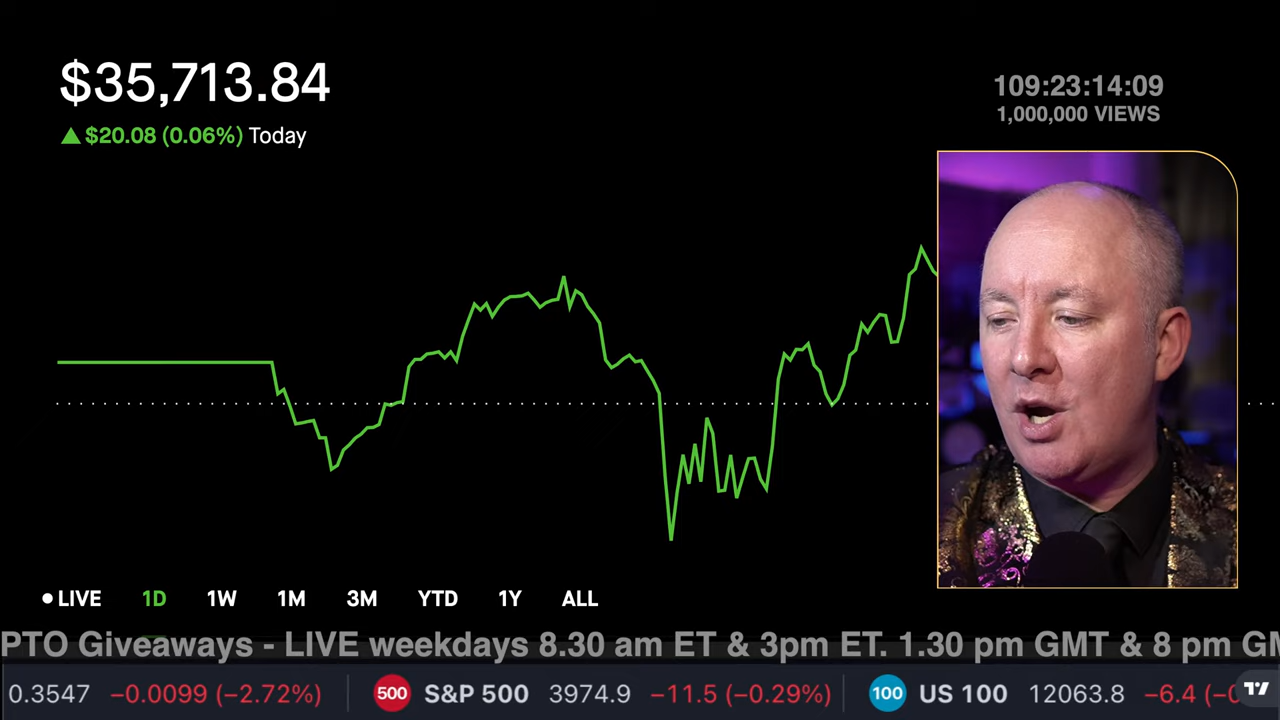 $35,713.84
▲$20.08 (0.06%) Today
109:23:14:09
1,000,000 VIEWS
LIVE 1D 1W 1M 3M YTD 1Y ALL
PTO Giveaways - LIVE weekdays 8.30 am ET & 3pm ET. 1.30 pm GMT & 8 pm GM
0.3547 −0.0099 (−2.72%) 500 S&P 500 3974.9 −11.5 (−0.29%) 100 US 100 12063.8 −6.4 (−0